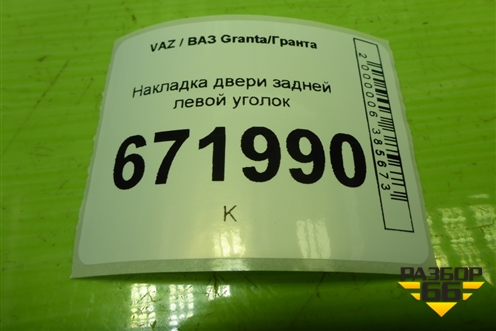 VAZ / ВАЗ Granta/Гранта
Накладка двери задней
левой уголок
671990
К
2000006385673
РАЗБОР
66